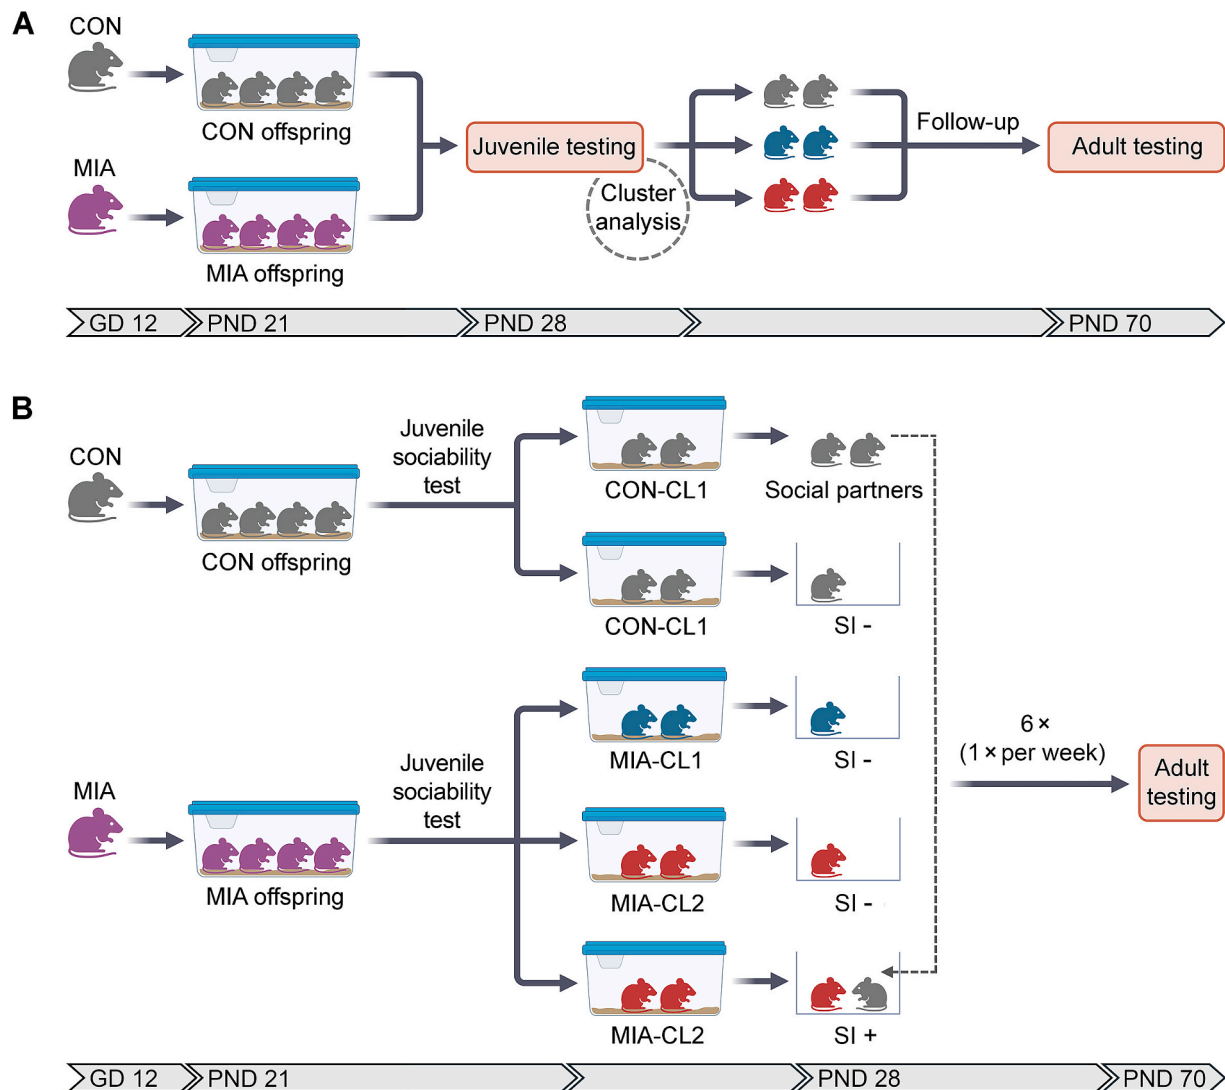 A
CON
CON offspring
MIA
MIA offspring
Juvenile testing
Cluster
analysis
Follow-up
Adult testing
GD 12
PND 21
PND 28
PND 70
B
CON
CON offspring
Juvenile
sociability
test
CON-CL1
Social partners
CON-CL1
SI -
MIA
MIA offspring
Juvenile
sociability
test
MIA-CL1
SI -
MIA-CL2
SI -
MIA-CL2
SI +
6 ×
(1 × per week)
Adult
testing
GD 12
PND 21
PND 28
PND 70